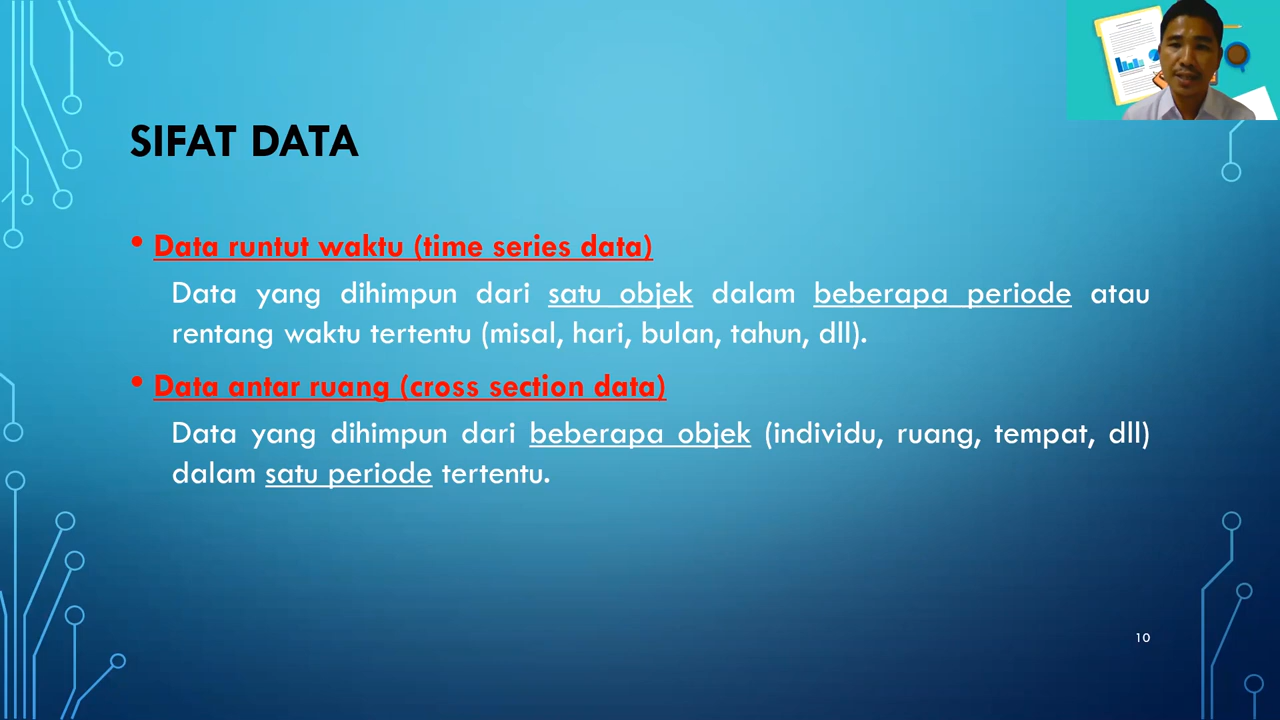 SIFAT DATA
• Data runtut waktu (time series data)
Data yang dihimpun dari satu objek dalam beberapa periode atau
rentang waktu tertentu (misal, hari, bulan, tahun, dll).
• Data antar ruang (cross section data)
Data yang dihimpun dari beberapa objek (individu, ruang, tempat, dll)
dalam satu periode tertentu.
10